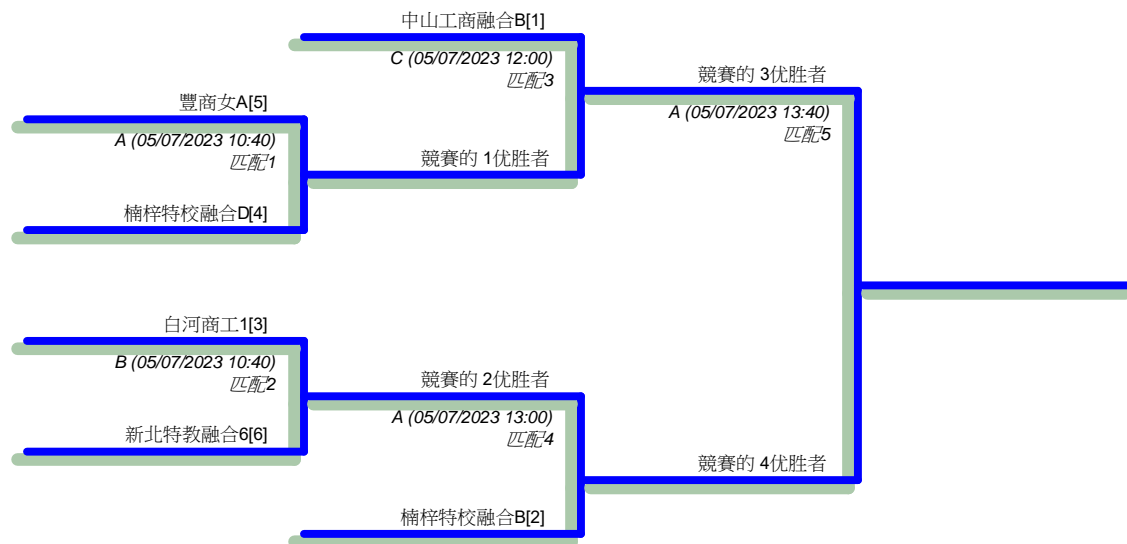 中山工商融合B[1]
C (05/07/2023 12:00)
匹配3
競賽的 3优胜者
豐商女A[5]
A (05/07/2023 13:40)
匹配5
A (05/07/2023 10:40)
匹配1
競賽的 1优胜者
楠梓特校融合D[4]
白河商工1[3]
B (05/07/2023 10:40)
匹配2
競賽的 2优胜者
A (05/07/2023 13:00)
匹配4
新北特教融合6[6]
競賽的 4优胜者
楠梓特校融合B[2]